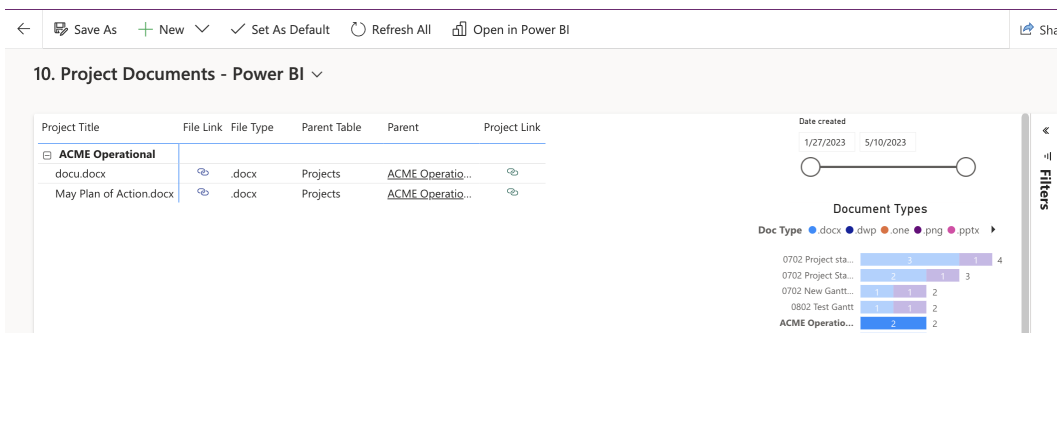 Save As New Set As Default Refresh All Open in Power BI Sha
10. Project Documents - Power BI
Project Title File Link File Type Parent Table Parent Project Link
ACME Operational
docu.docx .docx Projects ACME Operatio...
May Plan of Action.docx .docx Projects ACME Operatio...
Date created
1/27/2023 5/10/2023
Document Types
Doc Type .docx .dwp .one .png .pptx
0702 Project sta... 3 1 4
0702 Project Sta... 2 1 3
0702 New Gantt... 1 1 2
0802 Test Gantt 1 1 2
ACME Operatio... 2 2
Filters